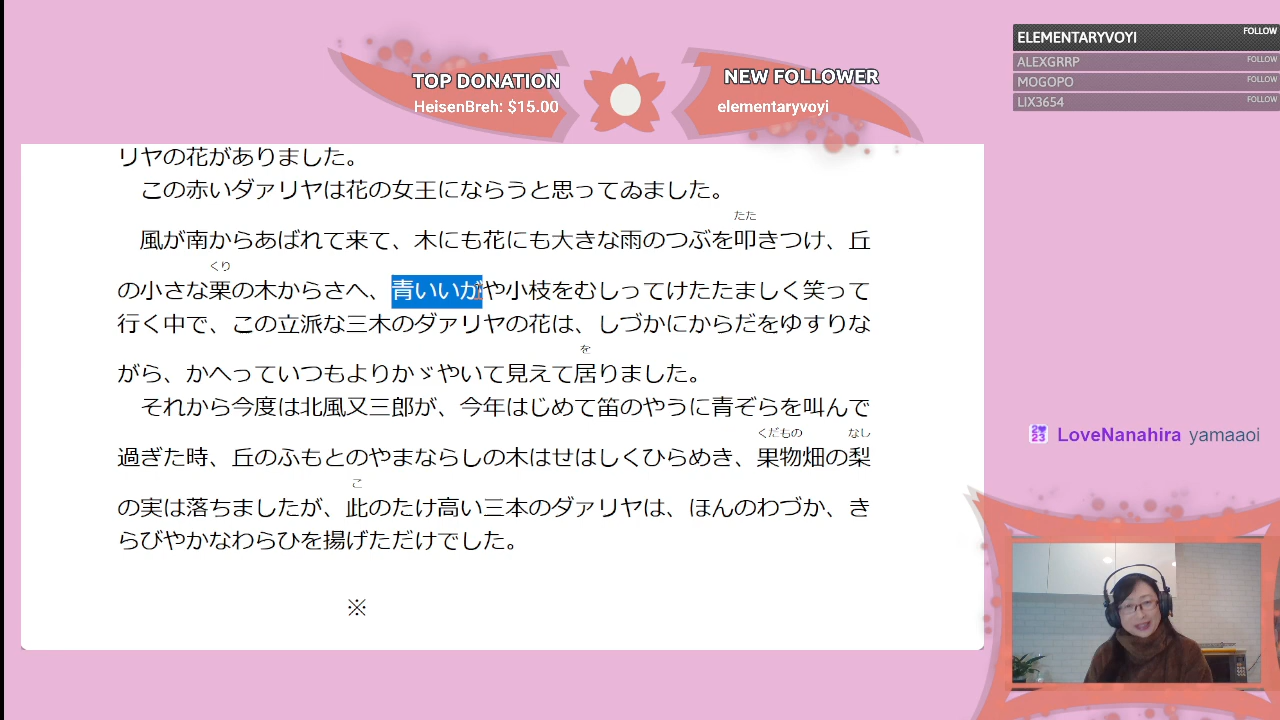 TOP DONATION
HeisenBreh: $15.00
NEW FOLLOWER
elementaryvoyi
ELEMENTARYVOYI FOLLOW
ALEXGRRP FOLLOW
MOGOPO FOLLOW
LIX3654 FOLLOW
リヤの花がありました。
この赤いダァリヤは花の女王にならうと思ってゐました。
たた
風が南からあばれて来て、木にも花にも大きな雨のつぶを叩きつけ、丘
くり
の小さな栗の木からさへ、青いいがや小枝をむしってけたたましく笑って
行く中で、この立派な三木のダァリヤの花は、しづかにからだをゆすりな
を
がら、かへっていつもよりかゞやいて見えて居りました。
それから今度は北風又三郎が、今年はじめて笛のやうに青ぞらを叫んで
くだもの なし
過ぎた時、丘のふもとのやまならしの木はせはしくひらめき、果物畑の梨
こ
の実は落ちましたが、此のたけ高い三本のダァリヤは、ほんのわづか、き
らびやかなわらひを揚げただけでした。
※
2 23 LoveNanahira yamaaoi